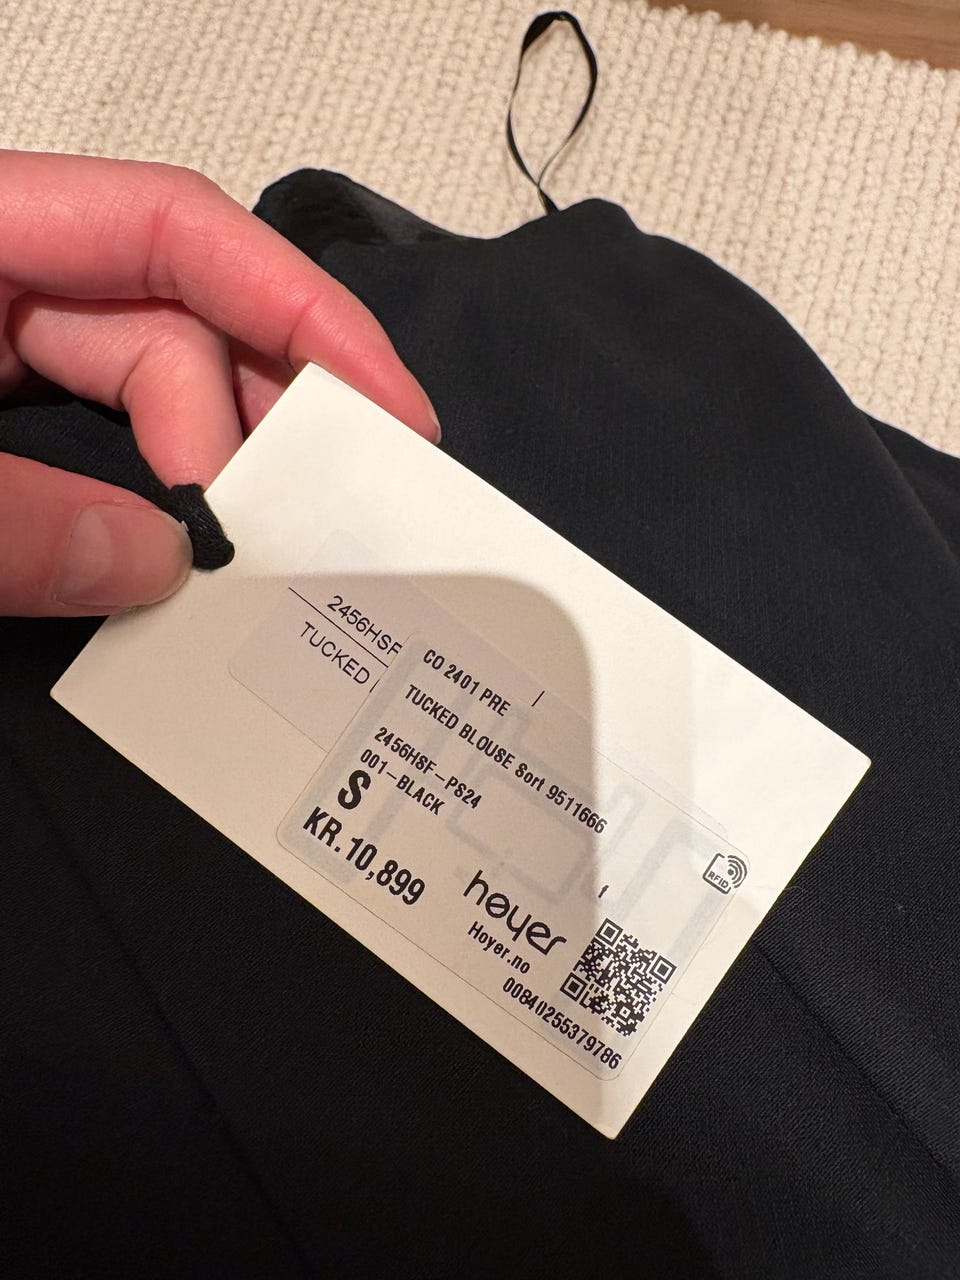 2456HSF
TUCKED
CO 2401 PRE
TUCKED BLOUSE Sort 9511666
2456HSF-PS24
001-BLACK
S
KR. 10,899
f
høyer
Hoyer.no
00840255379786
RFID